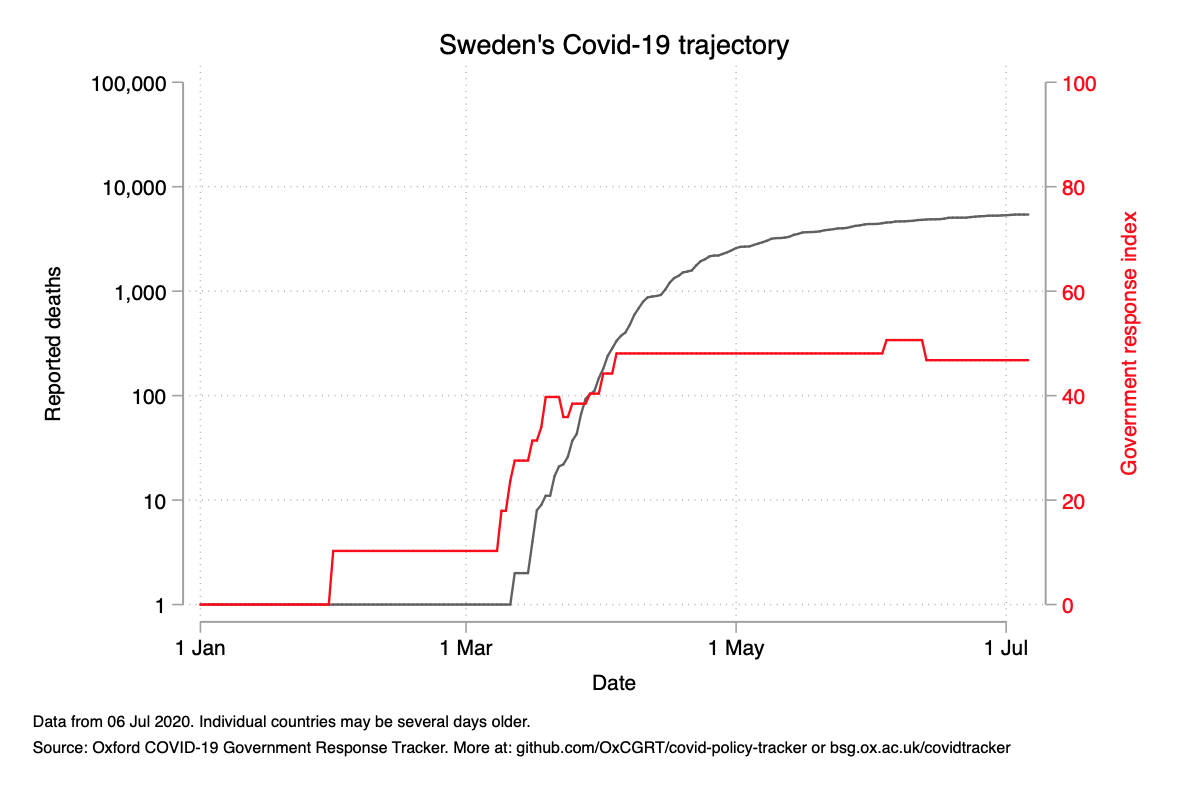 Sweden's Covid-19 trajectory
100,000
10,000
1,000
100
10
1
Reported deaths
100
80
60
40
20
0
Government response index
1 Jan
1 Mar
1 May
1 Jul
Date
Data from 06 Jul 2020. Individual countries may be several days older.
Source: Oxford COVID-19 Government Response Tracker. More at: github.com/OxCGRT/covid-policy-tracker or bsg.ox.ac.uk/covidtracker